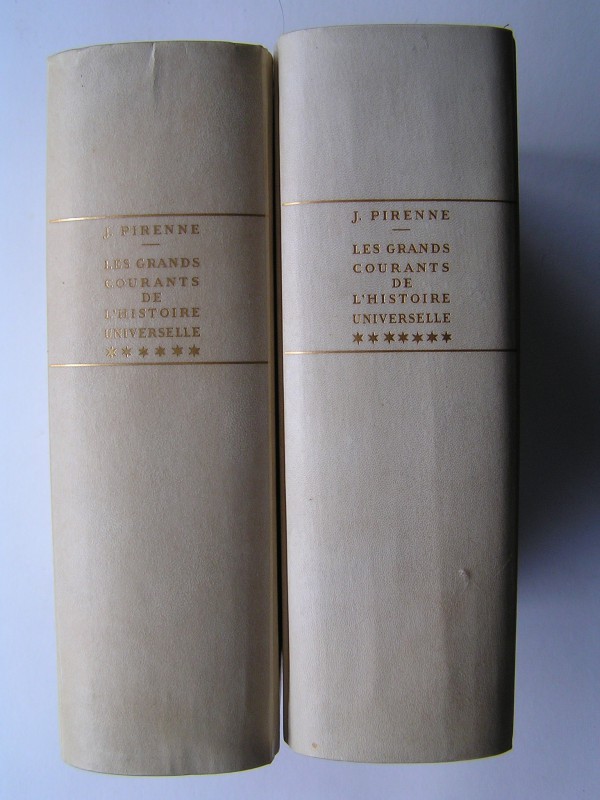 J. PIRENNE
LES GRANDS
COURANTS
DE
L'HISTOIRE
UNIVERSELLE
******
J. PIRENNE
LES GRANDS
COURANTS
DE
L'HISTOIRE
UNIVERSELLE
*******